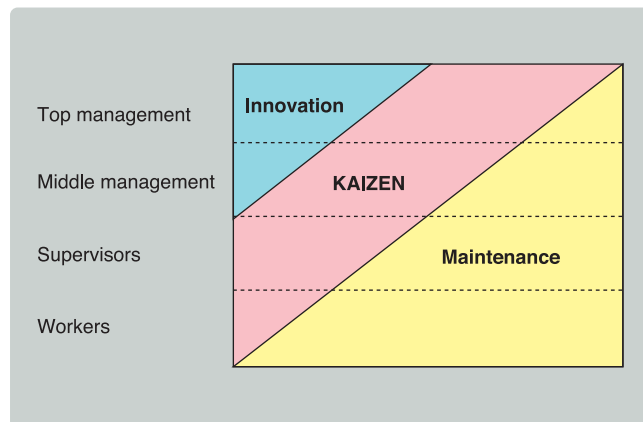 Top management
Innovation
Middle management
KAIZEN
Supervisors
Maintenance
Workers